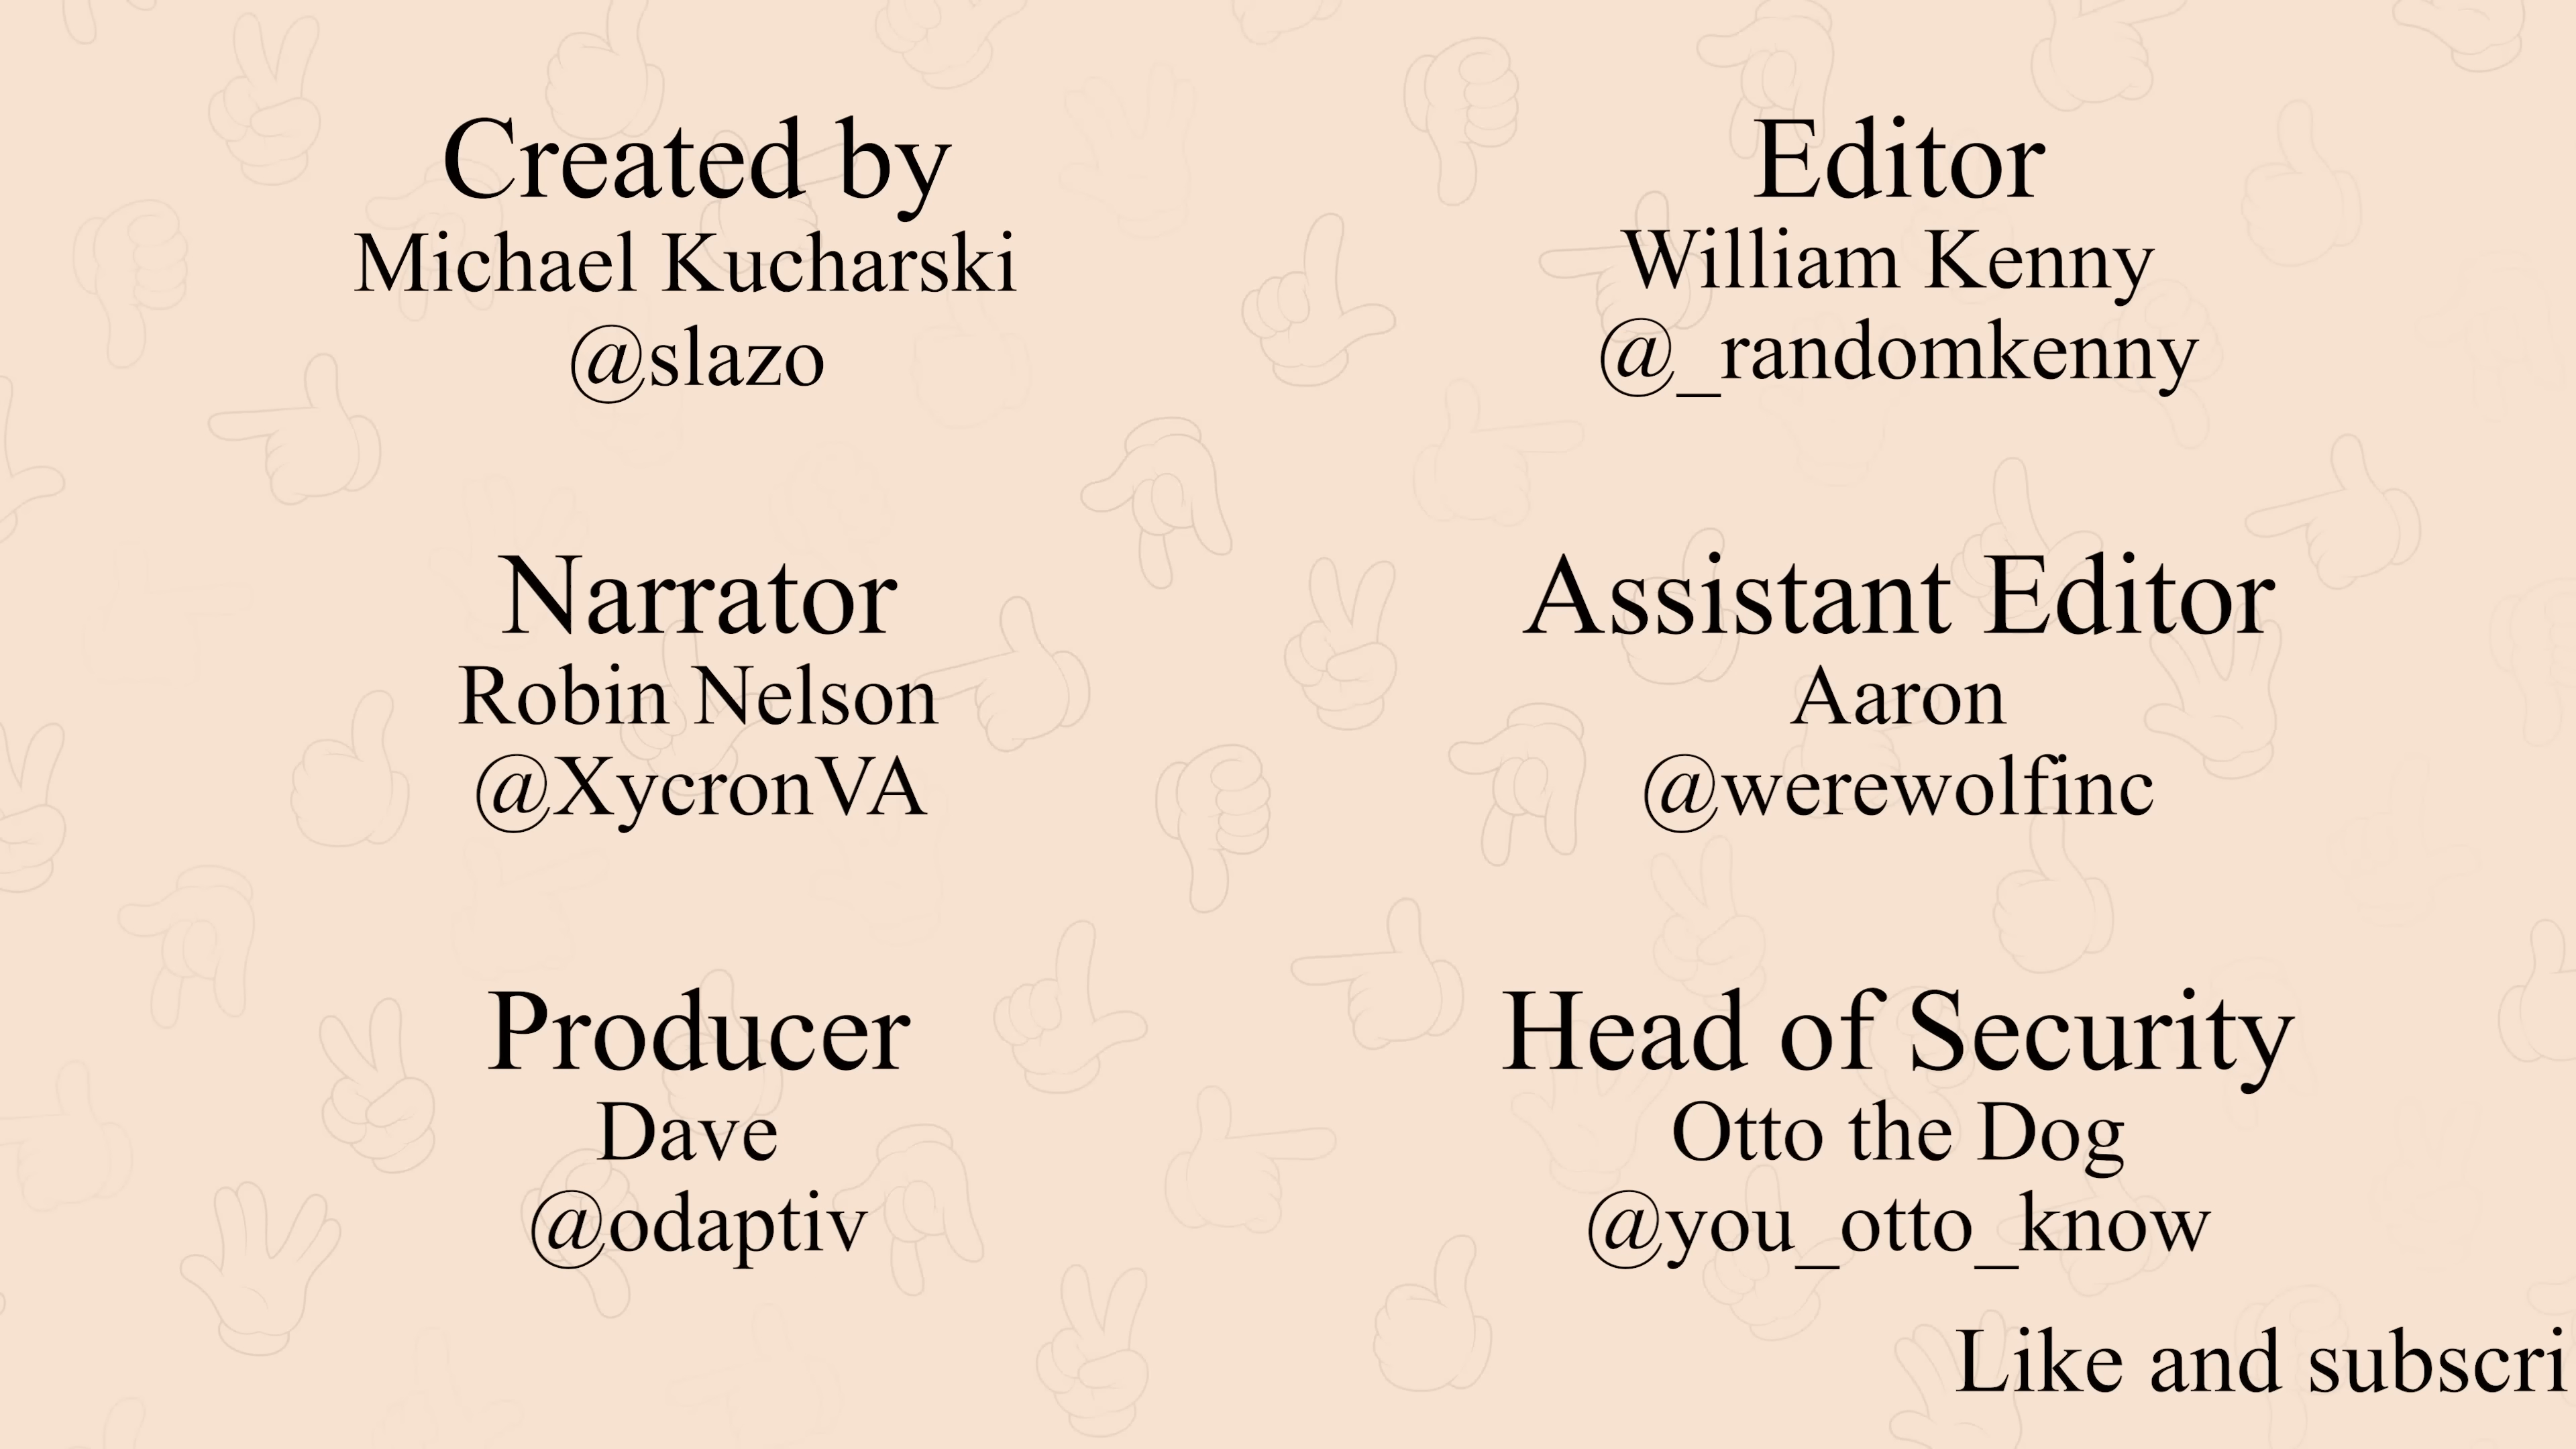 Created by
Michael Kucharski
@slazo
Editor
William Kenny
@_randomkenny
Narrator
Robin Nelson
@XycronVA
Assistant Editor
Aaron
@werewolfinc
Producer
Dave
@odaptiv
Head of Security
Otto the Dog
@you_otto_know
Like and subscri